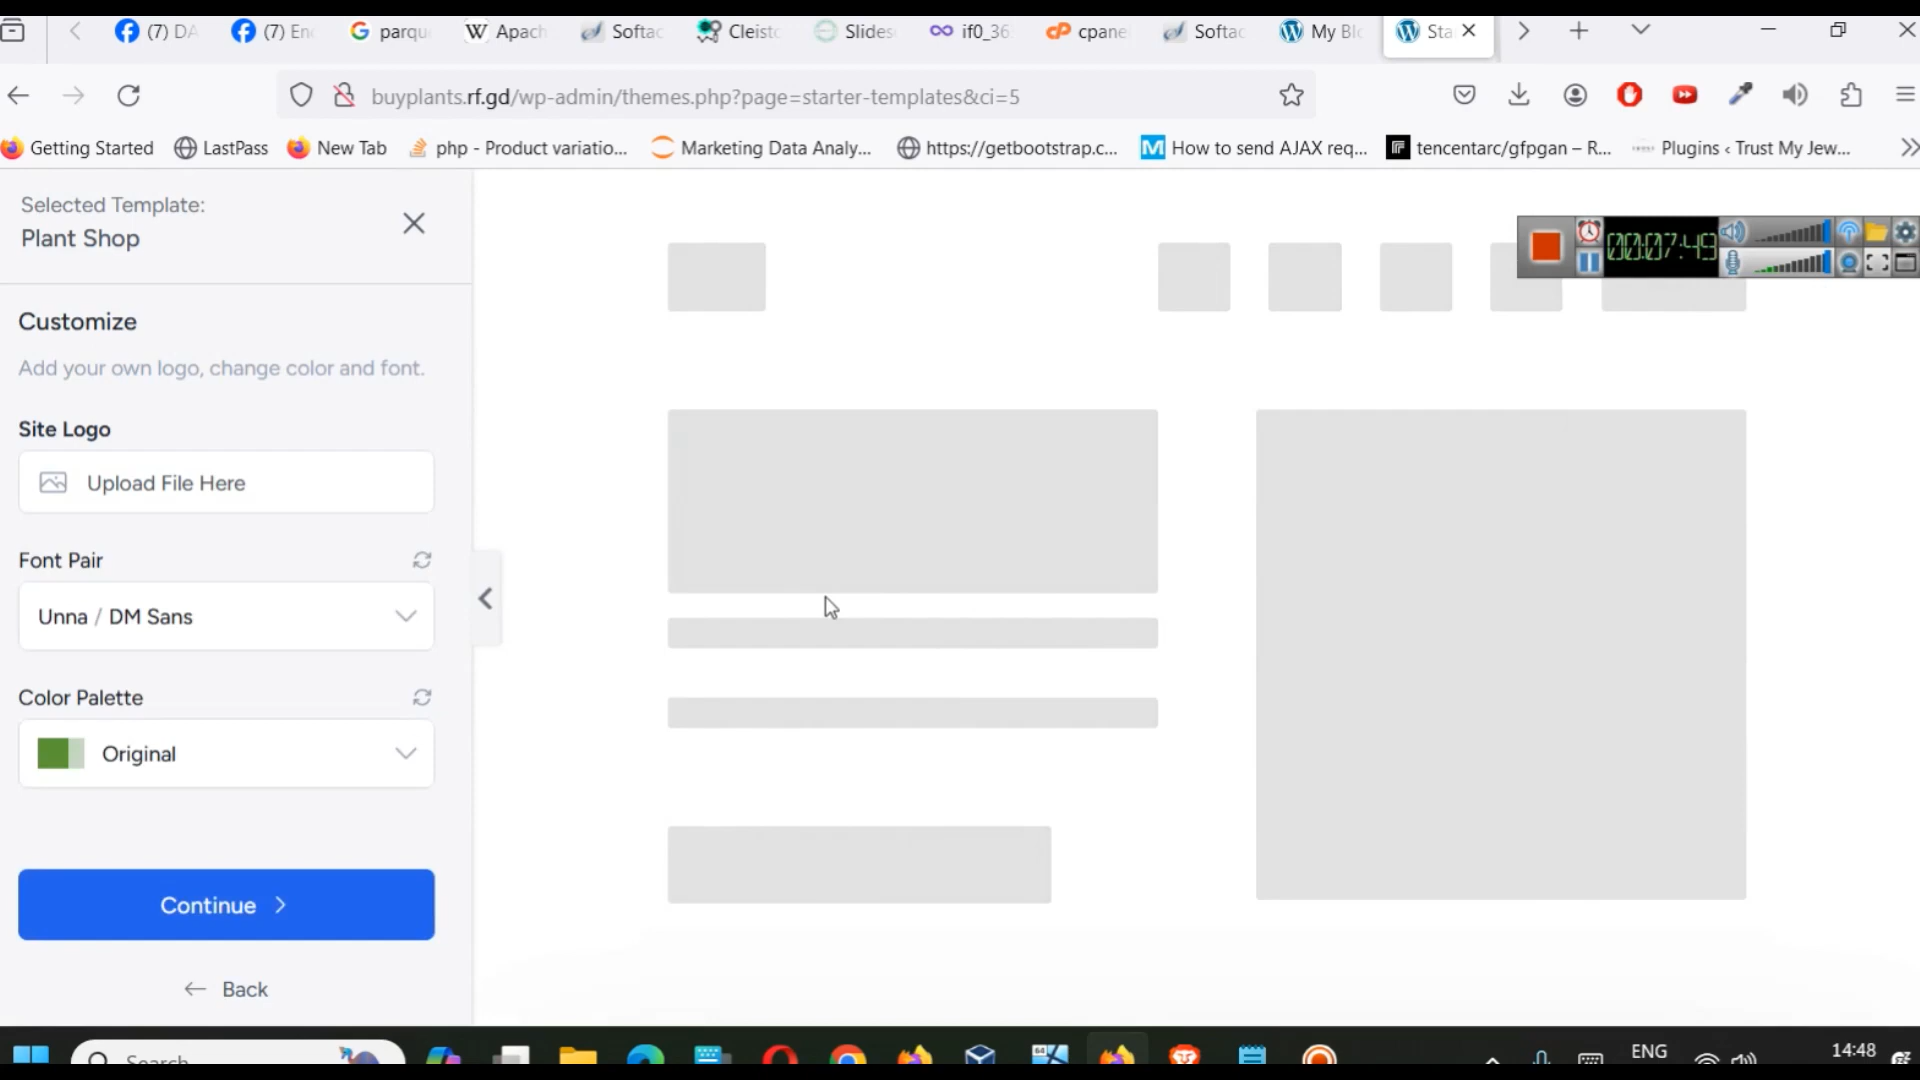 (7) DA
(7) En
parqu
Apach
Softac
Cleisto
Slides
if0_36
cpane
Softac
My Blo
Sta
buyplants.rf.gd/wp-admin/themes.php?page=starter-templates&ci=5
Getting Started
LastPass
New Tab
php - Product variatio...
Marketing Data Analy...
https://getbootstrap.c...
How to send AJAX req...
tencentarc/gfpgan – R...
Plugins ‹ Trust My Jew...
Selected Template:
Plant Shop
00:07:49
Customize
Add your own logo, change color and font.
Site Logo
Upload File Here
Font Pair
Unna / DM Sans
Color Palette
Original
Continue
Back
Search
ENG
14:48